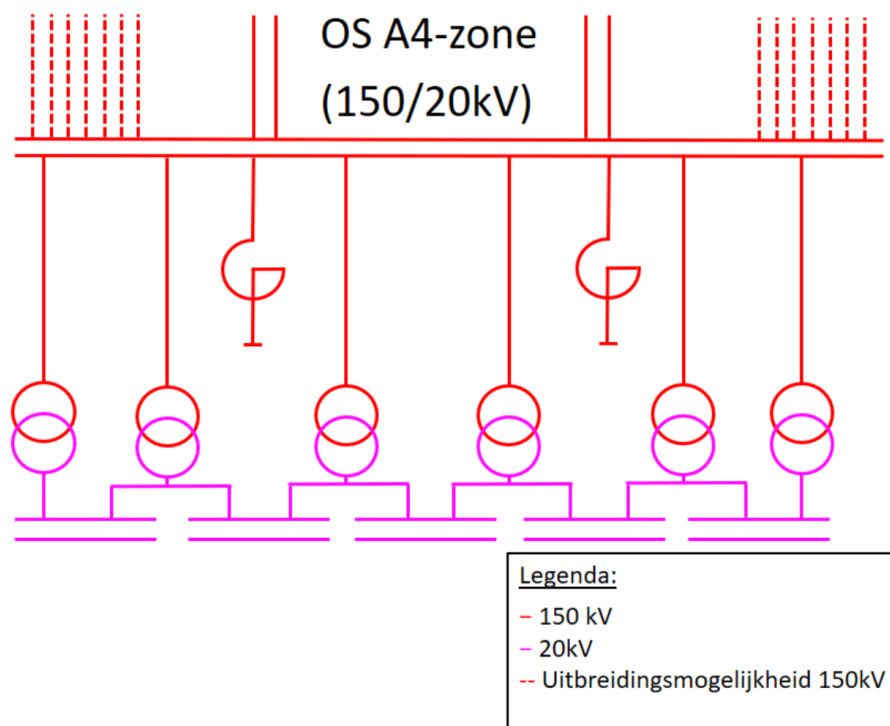 OS A4-zone
(150/20kV)
Legenda:
– 150 kV
– 20kV
-- Uitbreidingsmogelijkheid 150kV